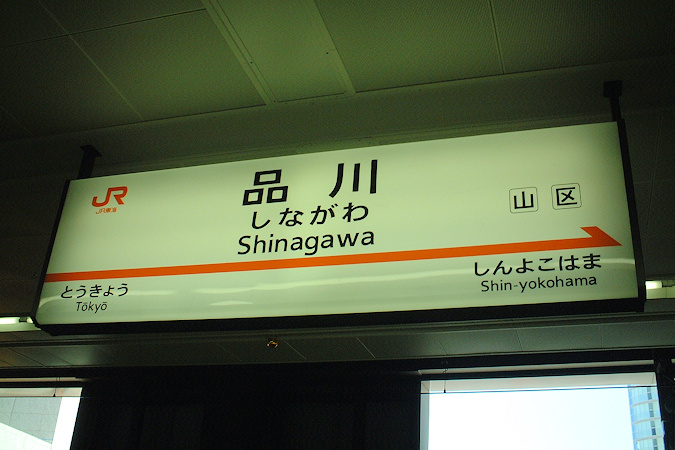 JR
JR東海
品川
しながわ
Shinagawa
山 区
とうきょう
Tōkyō
しんよこはま
Shin-yokohama